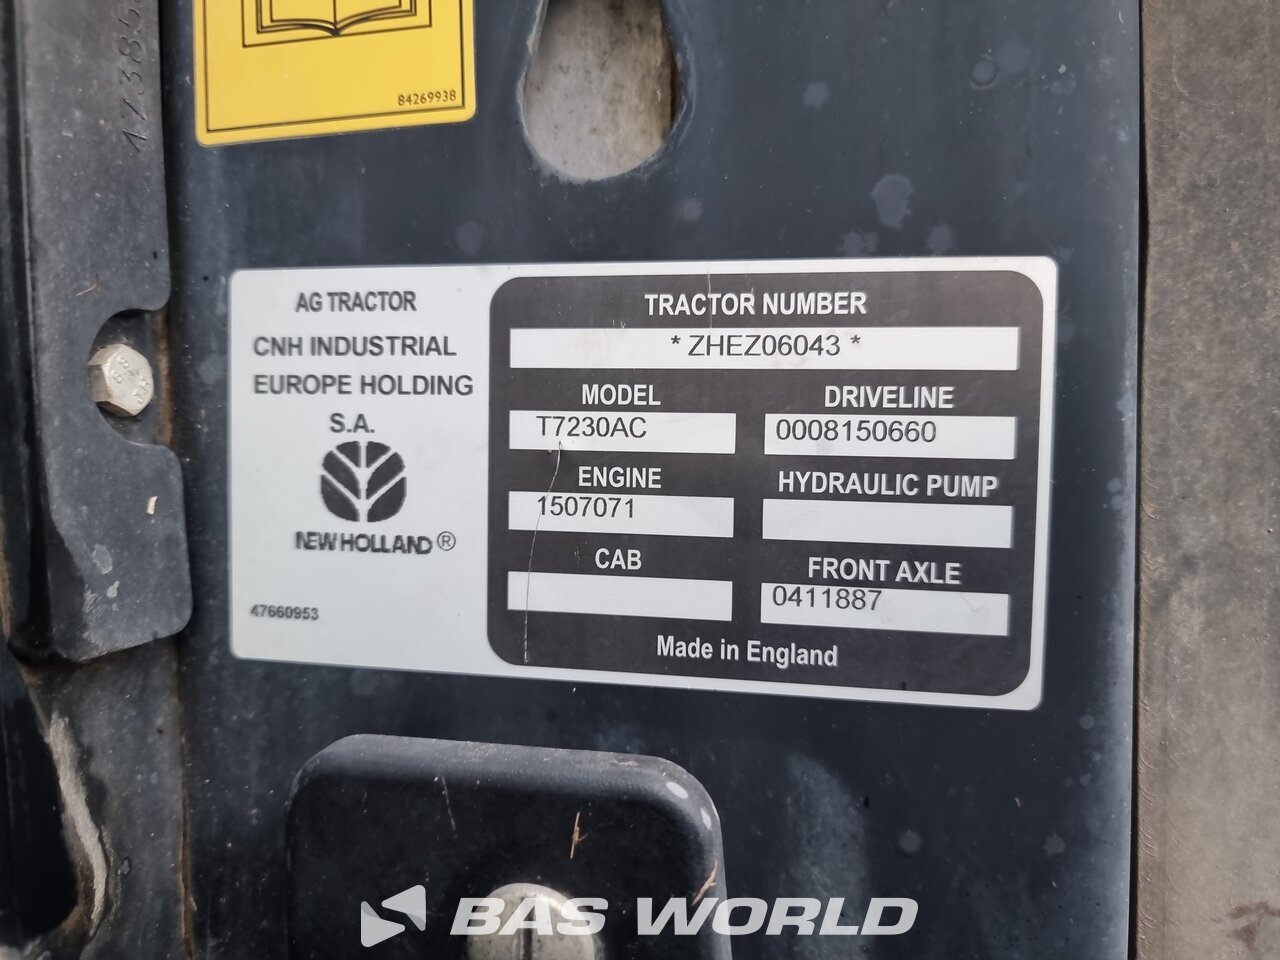 84269938
AG TRACTOR
CNH INDUSTRIAL
EUROPE HOLDING
S.A.
NEW HOLLAND®
47660953
TRACTOR NUMBER
* ZHEZ06043 *
MODEL
T7230AC
DRIVELINE
0008150660
ENGINE
1507071
HYDRAULIC PUMP
CAB
FRONT AXLE
0411887
Made in England
BAS WORLD